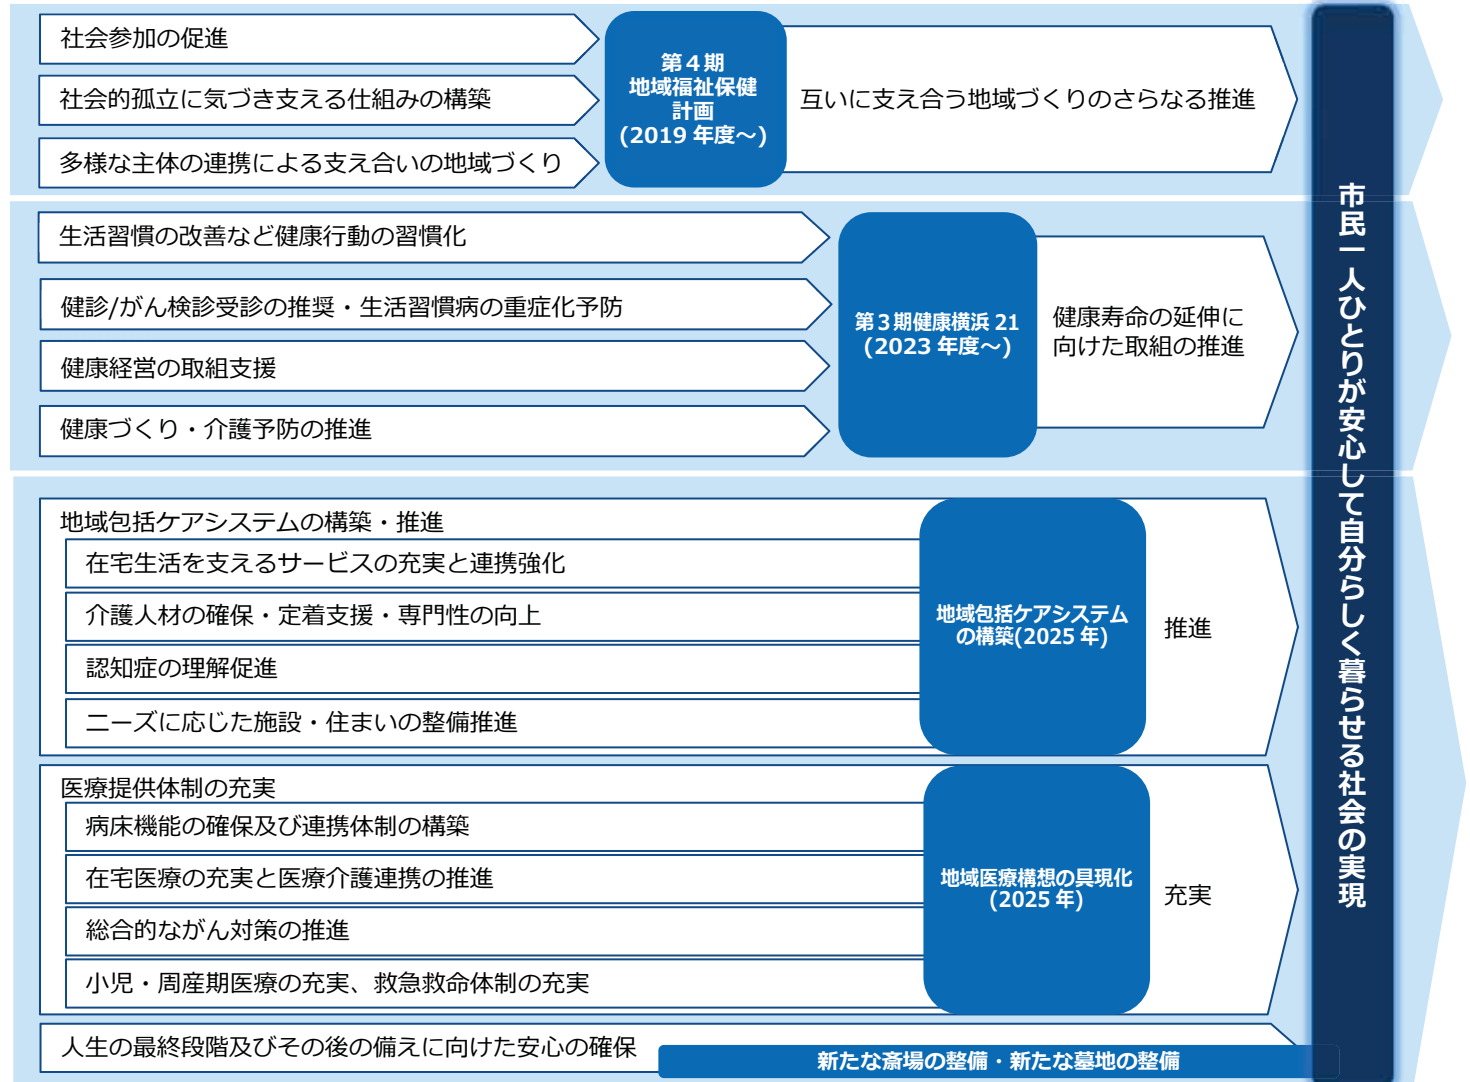 社会参加の促進
社会的孤立に気づき支える仕組みの構築
多様な主体の連携による支え合いの地域づくり
第４期
地域福祉保健
計画
(2019 年度～)
互いに支え合う地域づくりのさらなる推進
生活習慣の改善など健康行動の習慣化
健診/がん検診受診の推奨・生活習慣病の重症化予防
健康経営の取組支援
健康づくり・介護予防の推進
第３期健康横浜 21
(2023 年度～)
健康寿命の延伸に
向けた取組の推進
地域包括ケアシステムの構築・推進
在宅生活を支えるサービスの充実と連携強化
介護人材の確保・定着支援・専門性の向上
認知症の理解促進
ニーズに応じた施設・住まいの整備推進
地域包括ケアシステム
の構築(2025 年)
推進
医療提供体制の充実
病床機能の確保及び連携体制の構築
在宅医療の充実と医療介護連携の推進
総合的ながん対策の推進
小児・周産期医療の充実、救急救命体制の充実
地域医療構想の具現化
(2025 年)
充実
人生の最終段階及びその後の備えに向けた安心の確保
新たな斎場の整備・新たな墓地の整備
市民一人ひとりが安心して自分らしく暮らせる社会の実現